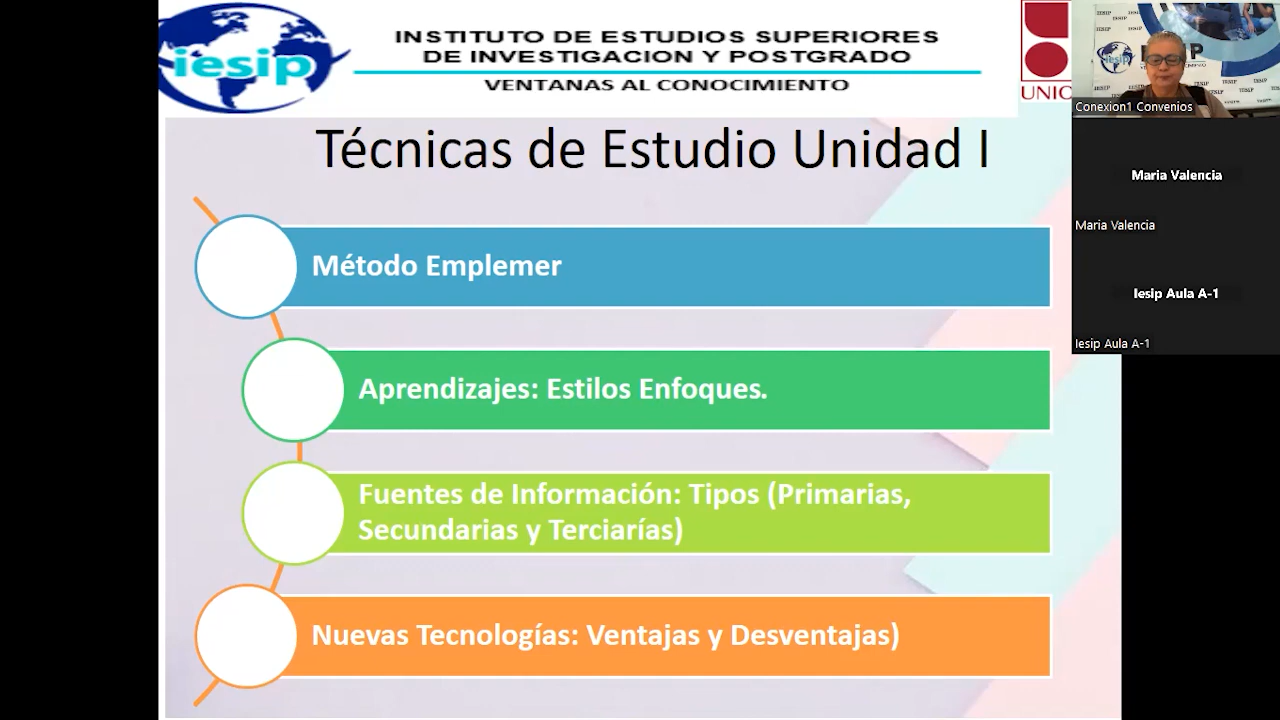 iesip
INSTITUTO DE ESTUDIOS SUPERIORES
DE INVESTIGACION Y POSTGRADO
VENTANAS AL CONOCIMIENTO
UNIC
Técnicas de Estudio Unidad I
Método Emplemer
Aprendizajes: Estilos Enfoques.
Fuentes de Información: Tipos (Primarias,
Secundarias y Terciarías)
Nuevas Tecnologías: Ventajas y Desventajas)
iesip
Conexion1 Convenios
Maria Valencia
Maria Valencia
Iesip Aula A-1
Iesip Aula A-1